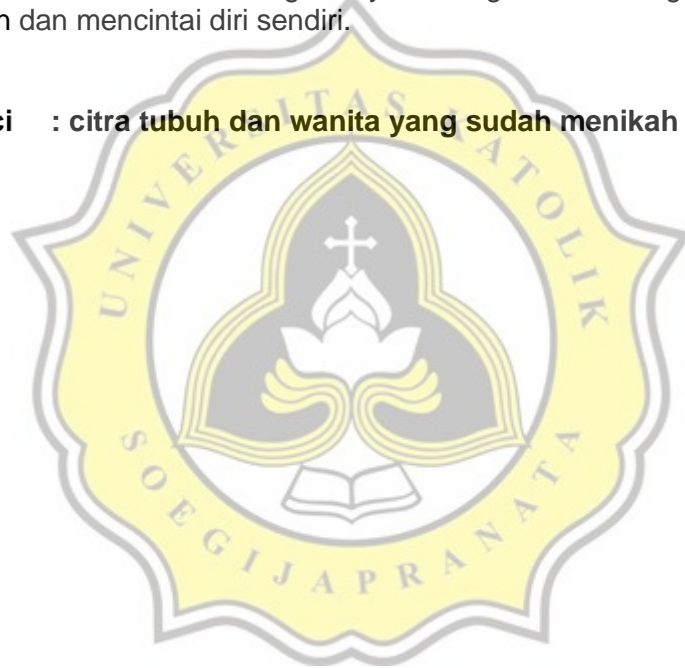 n dan mencintai diri sendiri.
ci : citra tubuh dan wanita yang sudah menikah
UNIVERSITAS KATOLIK
SOEGIJAPRANATA